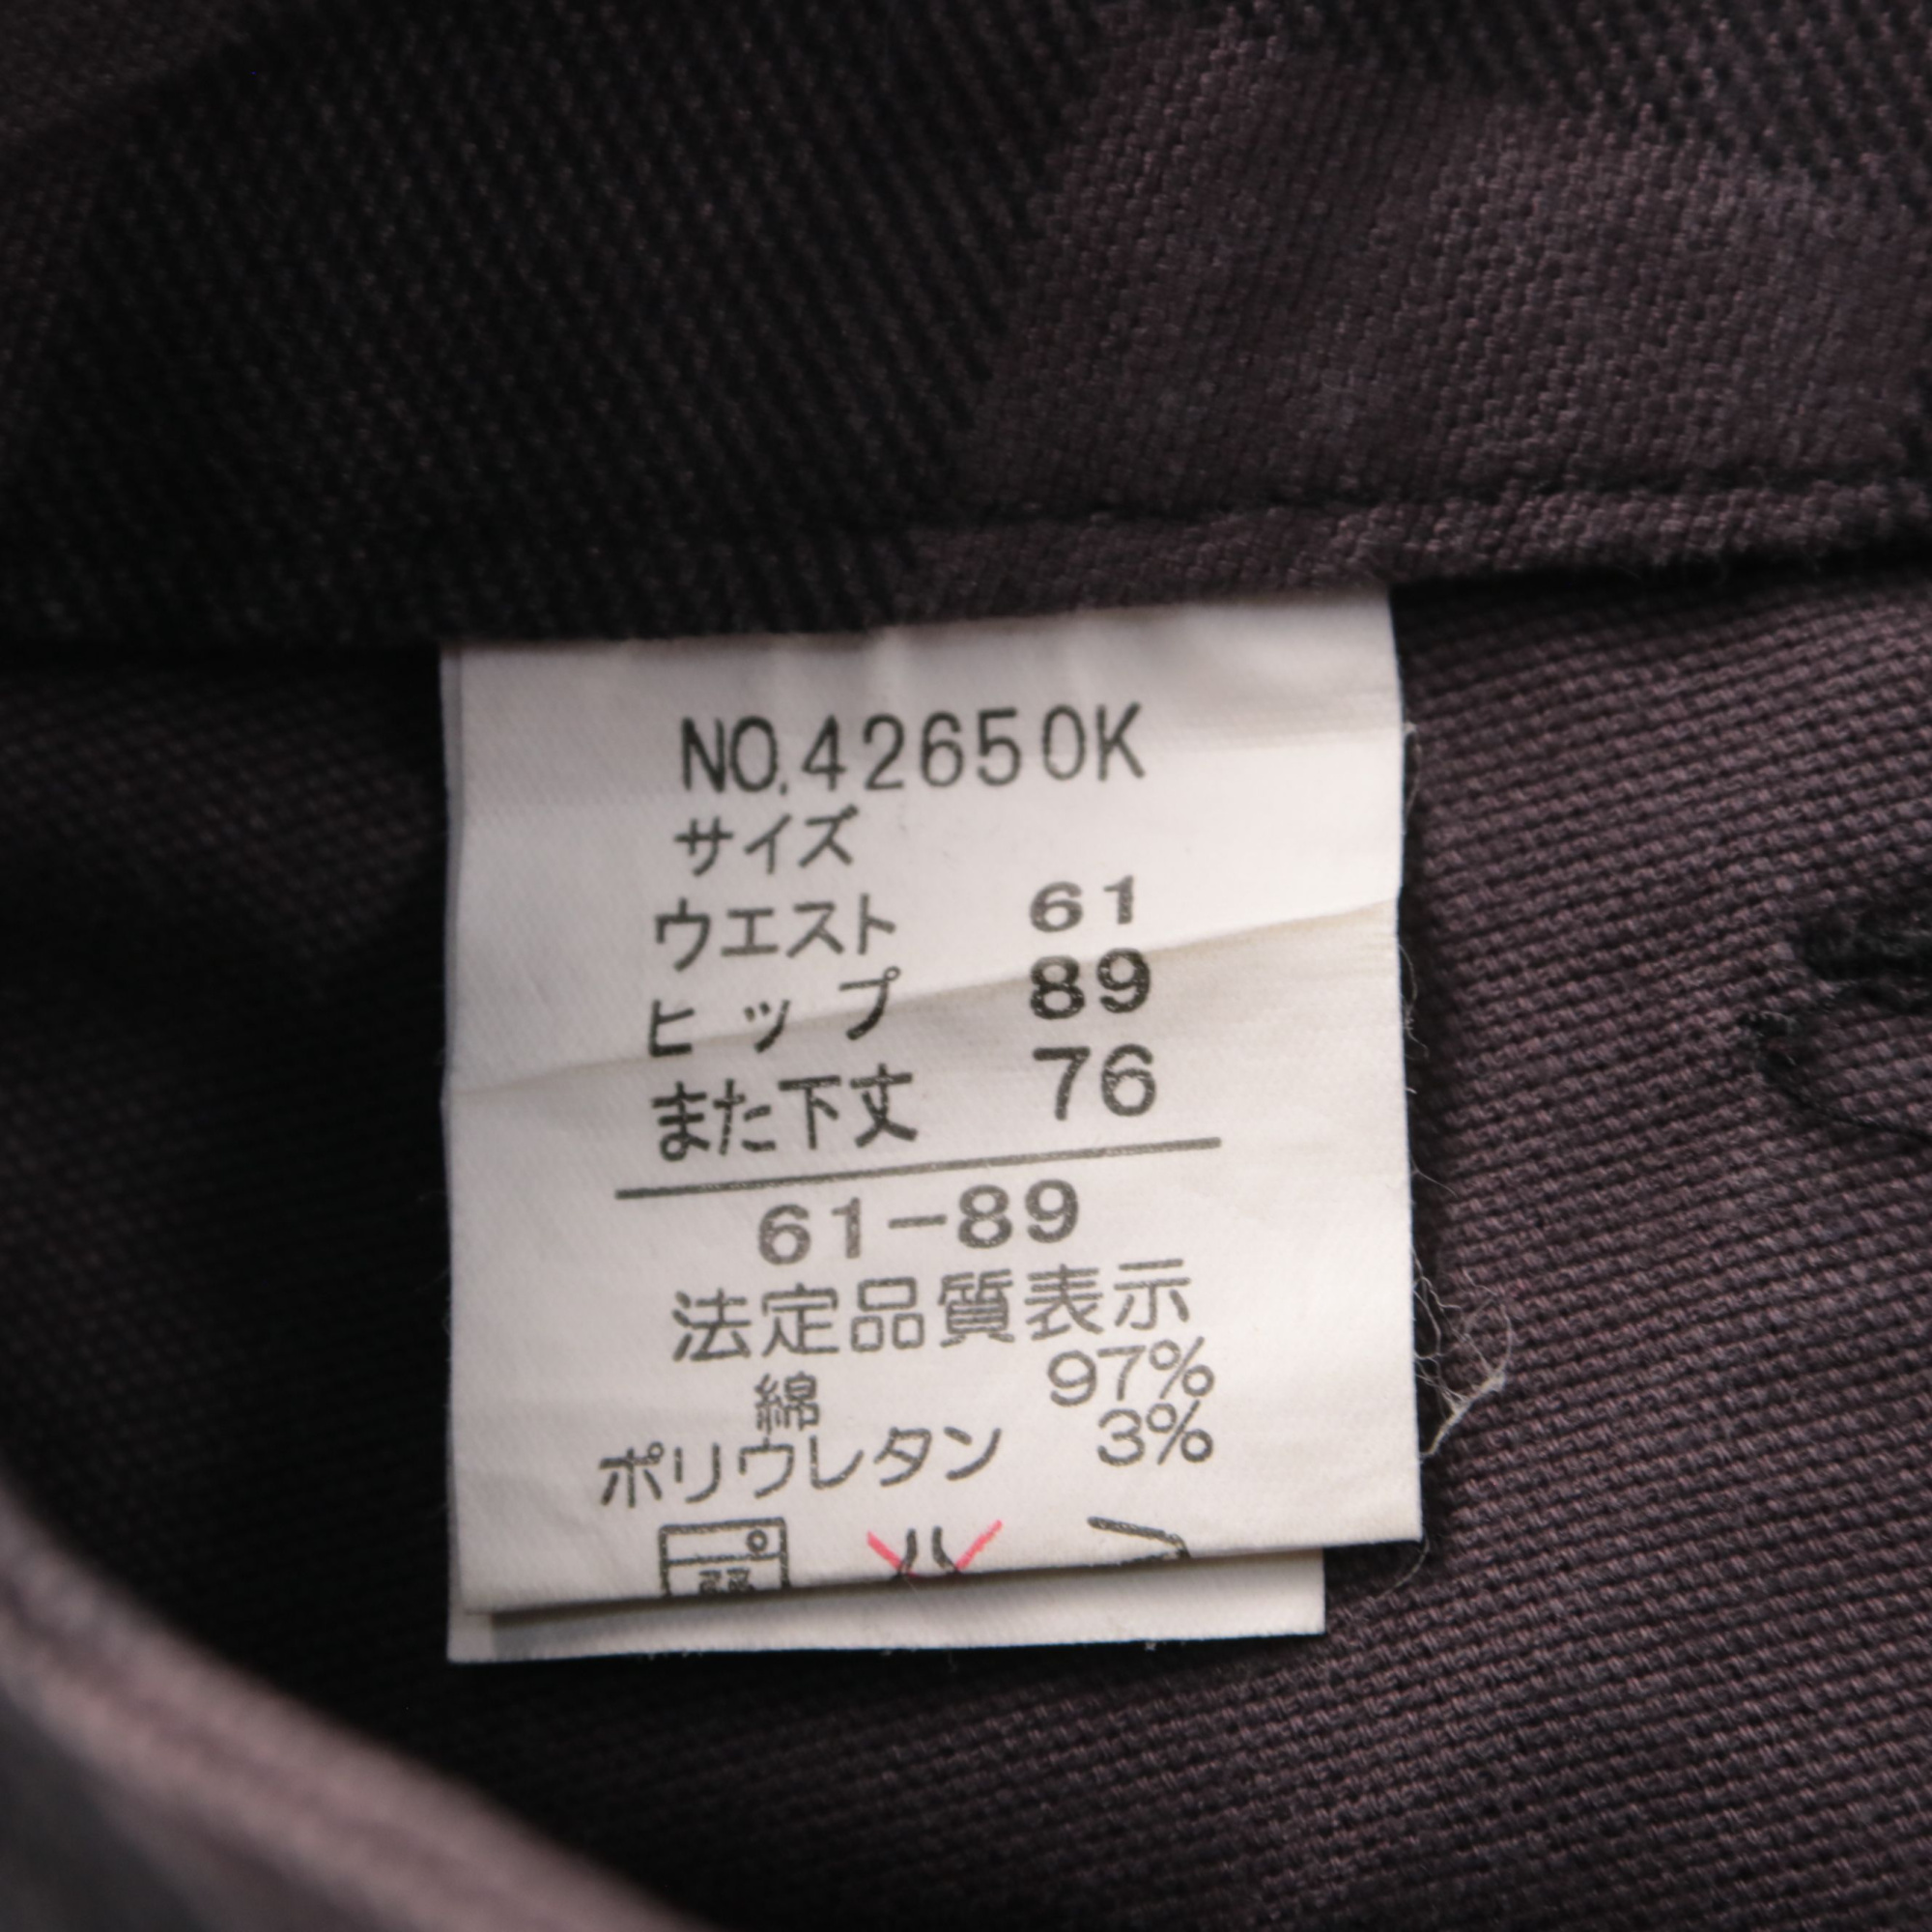 NO.42650K
サイズ
ウエスト 61
ヒップ 89
また下丈 76
61-89
法定品質表示
綿 97%
ポリウレタン 3%